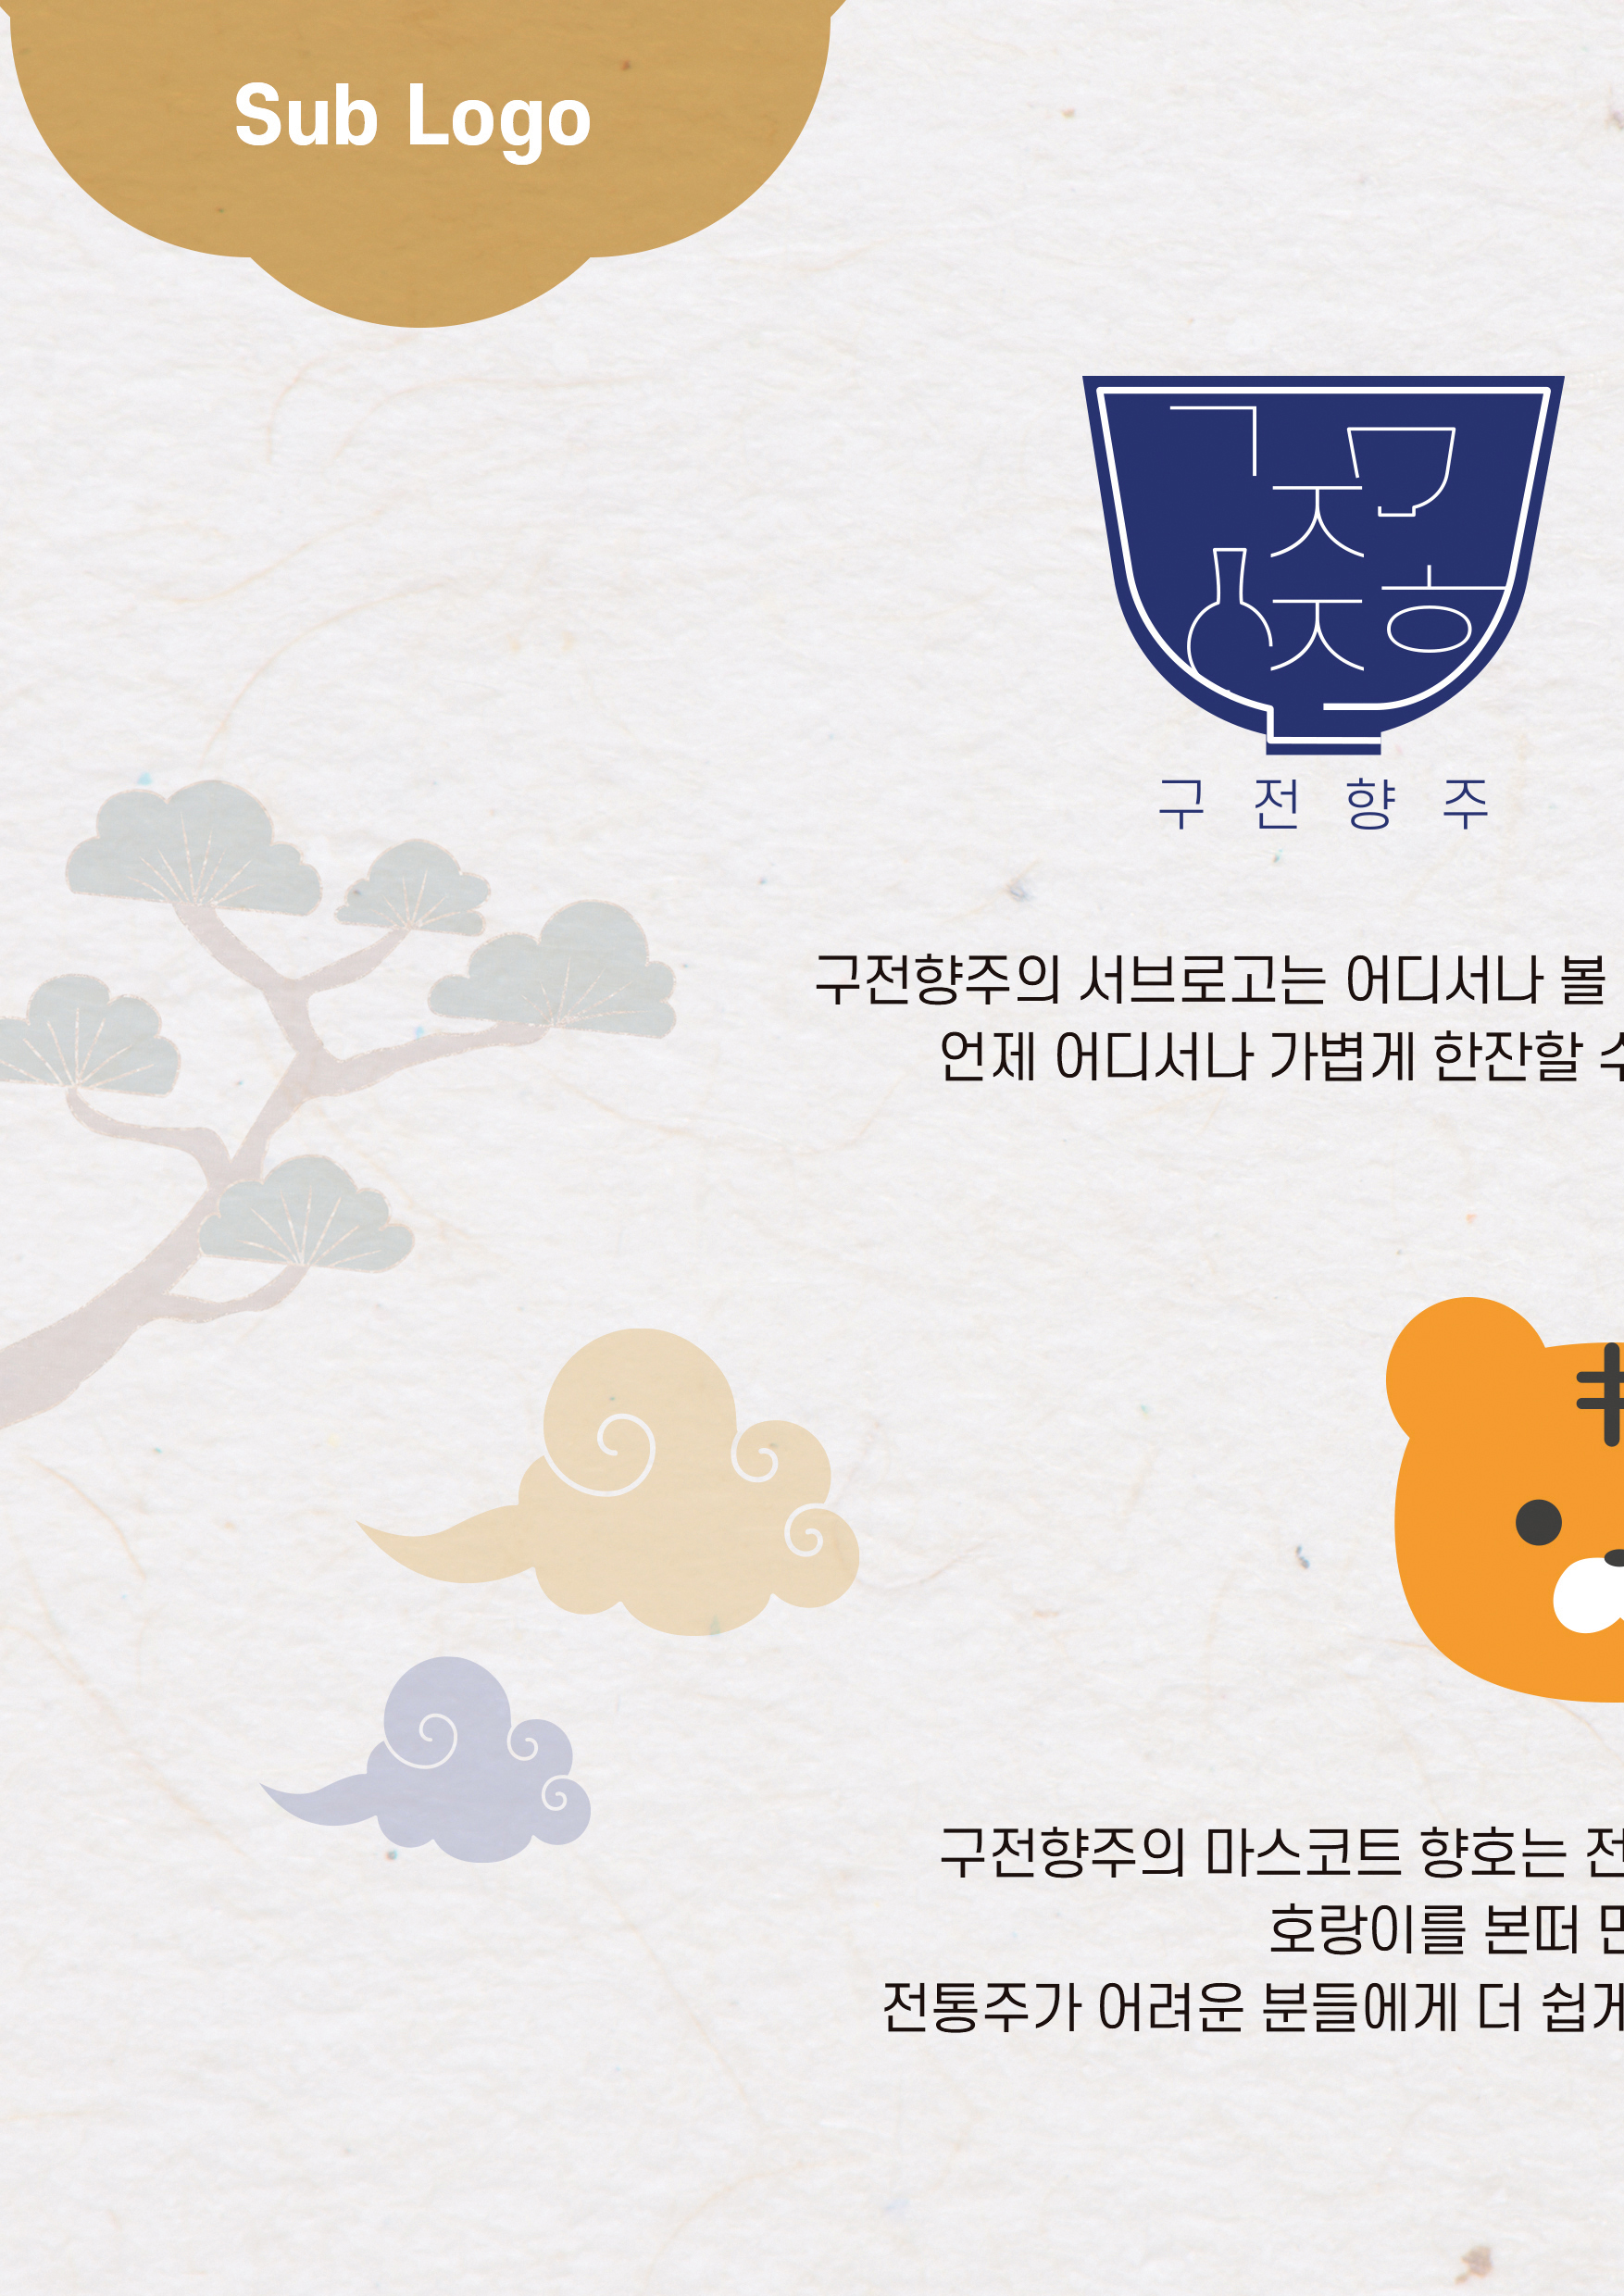 Sub Logo
구 전 향 주
구전향주의 서브로고는 어디서나 볼
언제 어디서나 가볍게 한잔할
구전향주의 마스코트 향호는
호랑이를 본떠
전통주가 어려운 분들에게 더 쉽게